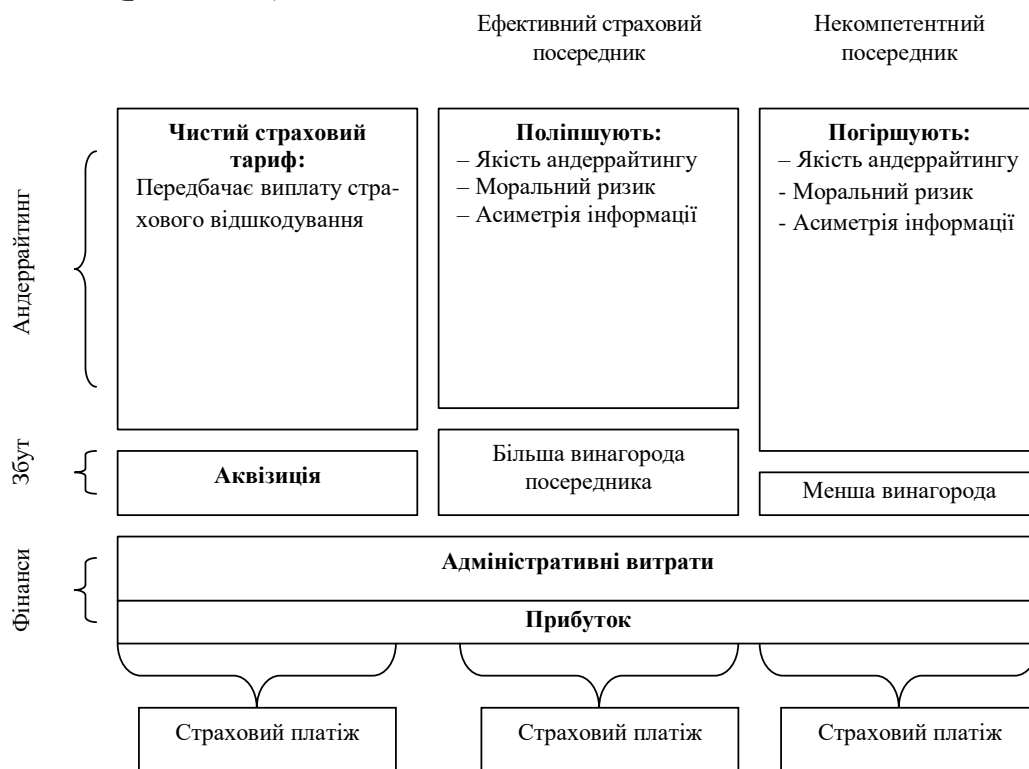 Ефективний страховий
посередник
Некомпетентний
посередник
Чистий страховий
тариф:
Передбачає виплату стра-
хового відшкодування
Поліпшують:
– Якість андеррайтингу
– Моральний ризик
– Асиметрія інформації
Погіршують:
– Якість андеррайтингу
- Моральний ризик
- Асиметрія інформації
Андеррайтинг
Збут
Аквізиція
Більша винагорода
посередника
Менша винагорода
Фінанси
Адміністративні витрати
Прибуток
Страховий платіж
Страховий платіж
Страховий платіж